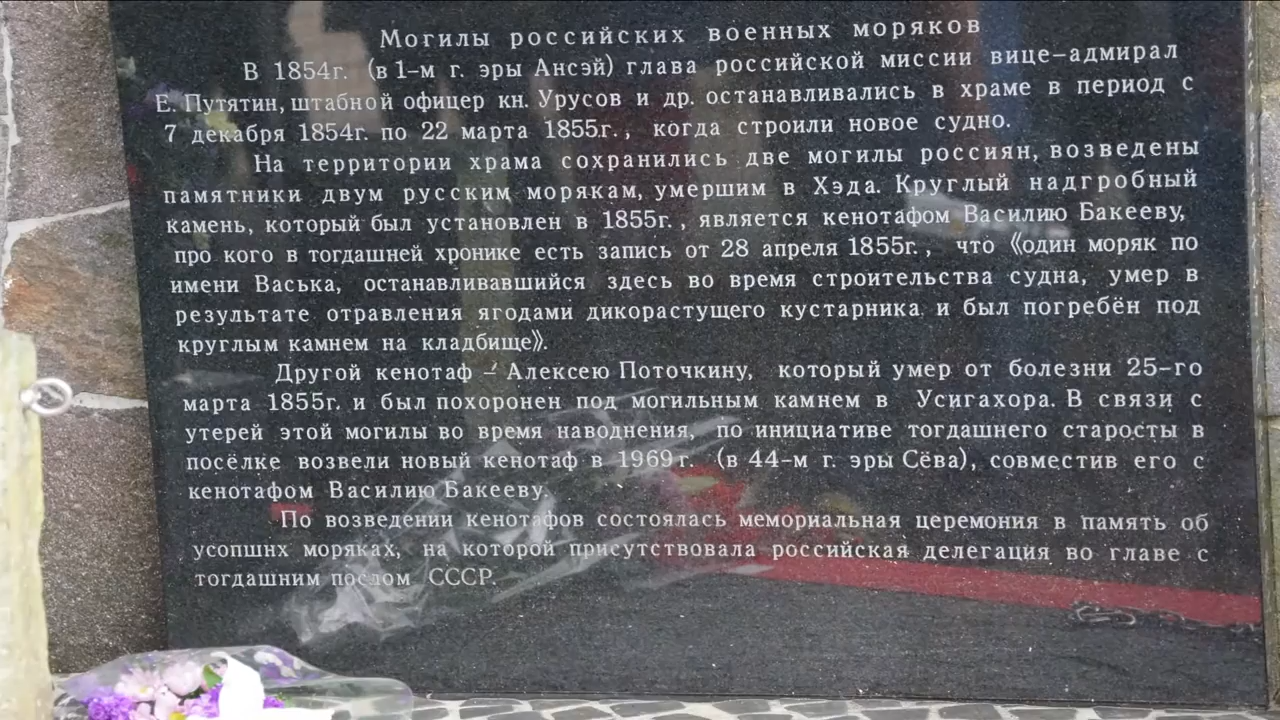 Могилы российских военных моряков
В 1854г. (в 1-м г. эры Ансэй) глава российской миссии вице-адмирал
Е. Путятин, штабной офицер кн. Урусов и др. останавливались в храме в период с
7 декабря 1854г. по 22 марта 1855г., когда строили новое судно.
На территории храма сохранились две могилы россиян, возведены
памятники двум русским морякам, умершим в Хэда. Круглый надгробный
камень, который был установлен в 1855г., является кенотафом Василию Бакееву,
про кого в тогдашней хронике есть запись от 28 апреля 1855г., что 《один моряк по
имени Васька, останавливавшийся здесь во время строительства судна, умер в
результате отравления ягодами дикорастущего кустарника и был погребён под
круглым камнем на кладбище》.
Другой кенотаф – Алексею Поточкину, который умер от болезни 25-го
марта 1855г. и был похоронен под могильным камнем в Усигахора. В связи с
утерей этой могилы во время наводнения, по инициативе тогдашнего старосты в
посёлке возвели новый кенотаф в 1969г. (в 44-м г. эры Сёва), совместив его с
кенотафом Василию Бакееву.
По возведении кенотафов состоялась мемориальная церемония в память об
усопшнх моряках, на которой присутствовала российская делегация во главе с
тогдашним послом СССР.